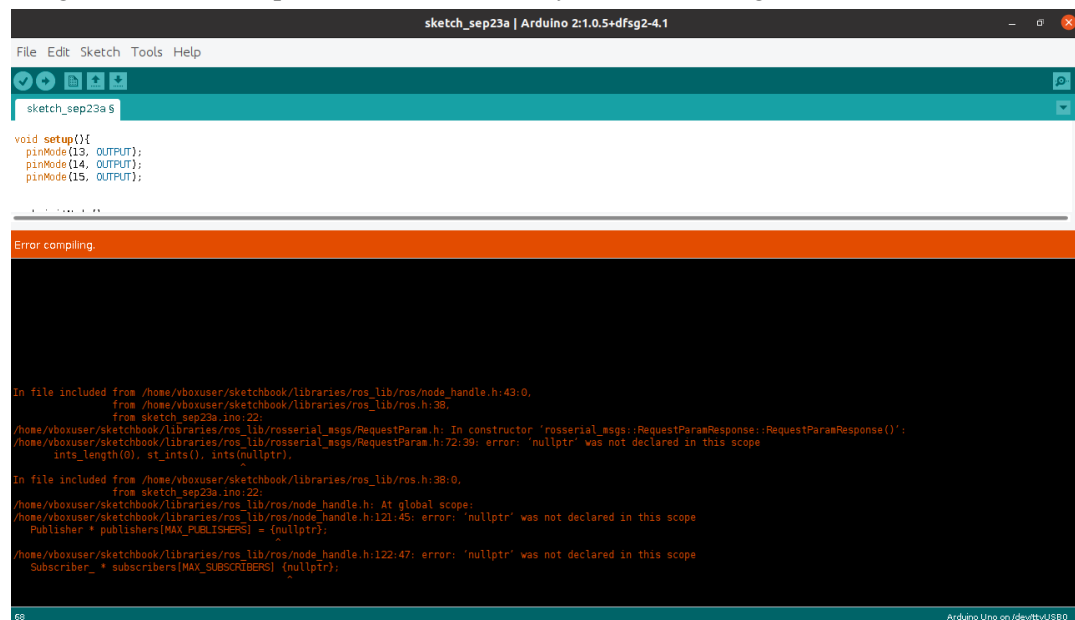 sketch_sep23a | Arduino 2:1.0.5+dfsg2-4.1
File Edit Sketch Tools Help
sketch_sep23a §
void setup(){
pinMode(13, OUTPUT);
pinMode(14, OUTPUT);
pinMode(15, OUTPUT);
Error compiling.
In file included from /home/vboxuser/sketchbook/libraries/ros_lib/ros/node_handle.h:43:0,
from /home/vboxuser/sketchbook/libraries/ros_lib/ros.h:38,
from sketch_sep23a.ino:22:
/home/vboxuser/sketchbook/libraries/ros_lib/rosserial_msgs/RequestParam.h: In constructor ‘rosserial_msgs::RequestParamResponse::RequestParamResponse()’:
/home/vboxuser/sketchbook/libraries/ros_lib/rosserial_msgs/RequestParam.h:72:39: error: ‘nullptr’ was not declared in this scope
ints_length(0), st_ints(), ints(nullptr),
^
In file included from /home/vboxuser/sketchbook/libraries/ros_lib/ros.h:38:0,
from sketch_sep23a.ino:22:
/home/vboxuser/sketchbook/libraries/ros_lib/ros/node_handle.h: At global scope:
/home/vboxuser/sketchbook/libraries/ros_lib/ros/node_handle.h:121:45: error: ‘nullptr’ was not declared in this scope
Publisher * publishers[MAX_PUBLISHERS] = {nullptr};
^
/home/vboxuser/sketchbook/libraries/ros_lib/ros/node_handle.h:122:47: error: ‘nullptr’ was not declared in this scope
Subscriber_ * subscribers[MAX_SUBSCRIBERS] {nullptr};
^
68
Arduino Uno on /dev/ttyUSB0